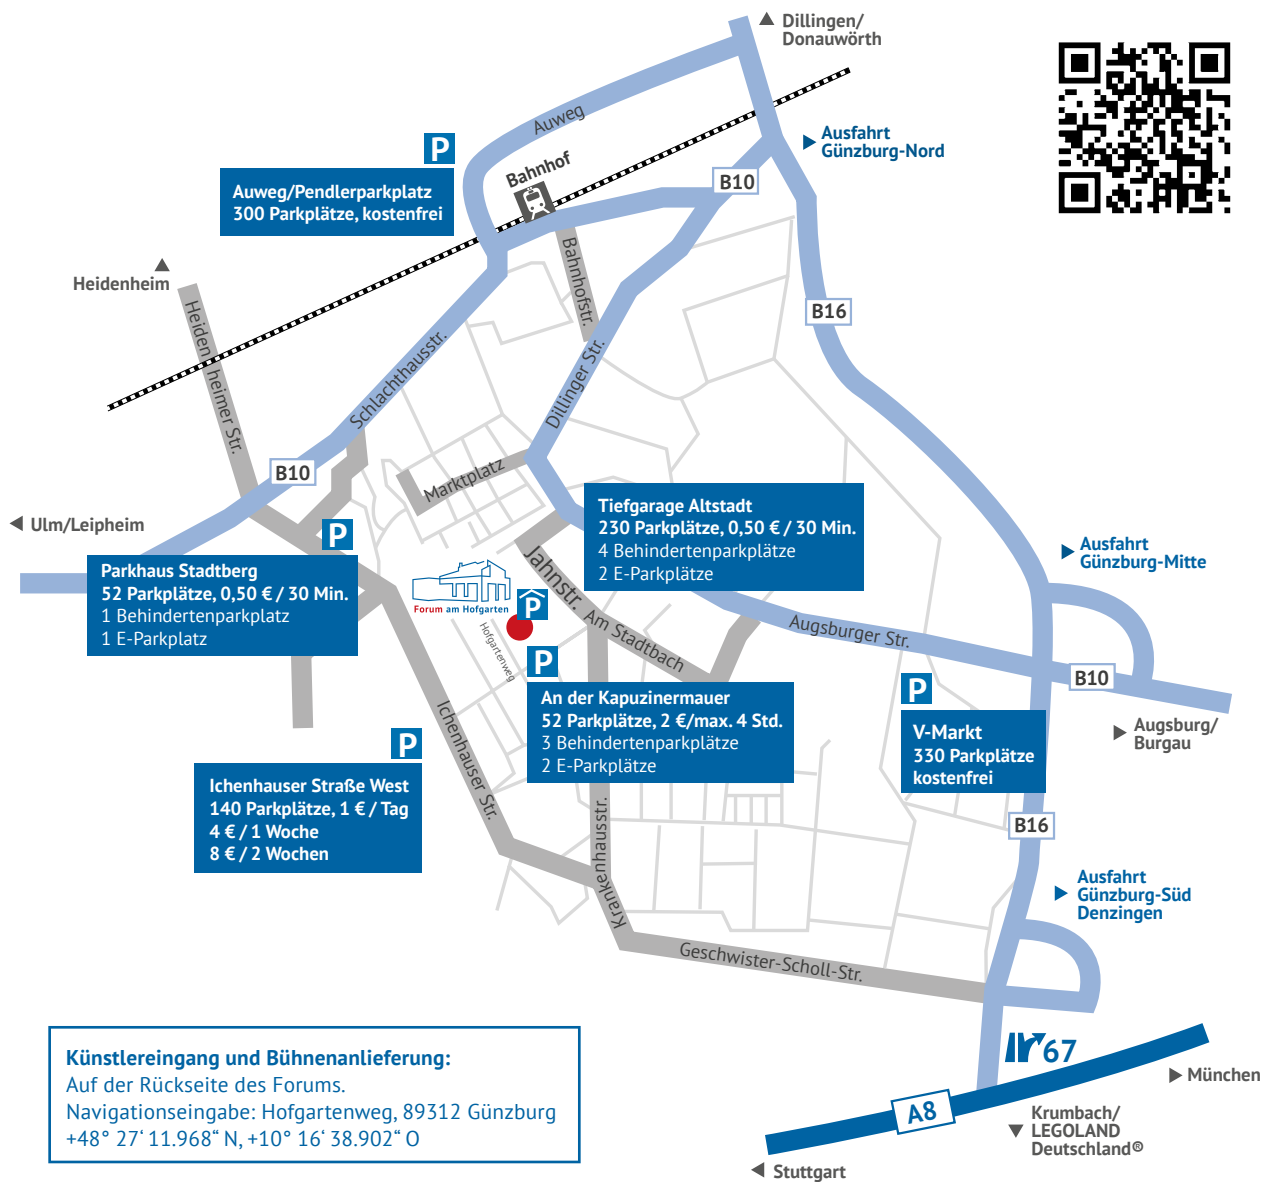 Dillingen/
Donauwörth
Auweg
Ausfahrt
Günzburg-Nord
P
Bahnhof
B10
Auweg/Pendlerparkplatz
300 Parkplätze, kostenfrei
Bahnhofstr.
Heidenheim
Heiden heimer Str.
B16
Schlachthausstr.
Dillinger Str.
B10
Marktplatz
Ulm/Leipheim
P
Tiefgarage Altstadt
230 Parkplätze, 0,50 € / 30 Min.
4 Behindertenparkplätze
2 E-Parkplätze
Ausfahrt
Günzburg-Mitte
Parkhaus Stadtberg
52 Parkplätze, 0,50 € / 30 Min.
1 Behindertenparkplatz
1 E-Parkplatz
Jahnstr.
Forum am Hofgarten
P
Am Stadtbach
Augsburger Str.
Hofgartenweg
P
B10
P
An der Kapuzinermauer
52 Parkplätze, 2 €/max. 4 Std.
3 Behindertenparkplätze
2 E-Parkplätze
Augsburg/
Burgau
V-Markt
330 Parkplätze
kostenfrei
Ichenhauser Str.
P
Ichenhauser Straße West
140 Parkplätze, 1 € / Tag
4 € / 1 Woche
8 € / 2 Wochen
B16
Krankenhausstr.
Ausfahrt
Günzburg-Süd
Denzingen
Geschwister-Scholl-Str.
Künstlereingang und Bühnenanlieferung:
Auf der Rückseite des Forums.
Navigationseingabe: Hofgartenweg, 89312 Günzburg
+48° 27‘ 11.968“ N, +10° 16‘ 38.902“ O
67
München
A8
Krumbach/
LEGOLAND
Deutschland®
Stuttgart